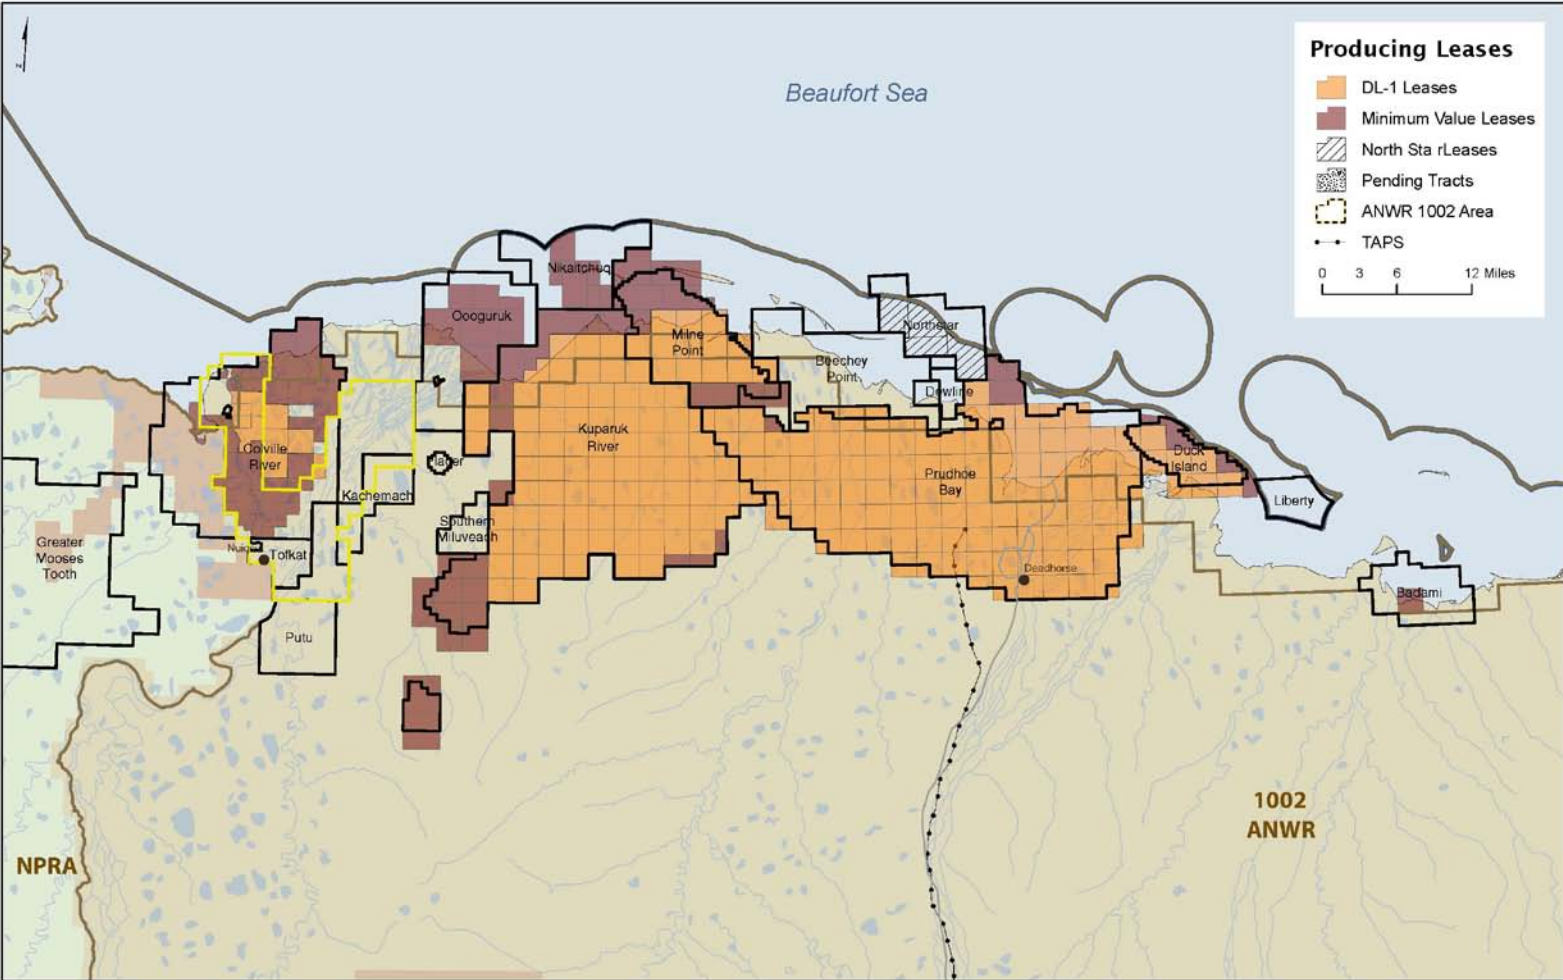 N
Producing Leases
DL-1 Leases
Minimum Value Leases
North Sta rLeases
Pending Tracts
ANWR 1002 Area
TAPS
0 3 6 12 Miles
Beaufort Sea
Nikaitchuq
Oooguruk
Milne
Point
Northstar
Beechey
Point
Dewline
Kuparuk
River
Colville
River
Placer
Prudhoe
Bay
Duck
Island
Kachemach
Liberty
Southern
Miluveach
Greater
Mooses
Tooth
Tofkat
Deadhorse
Badami
Putu
1002
ANWR
NPRA